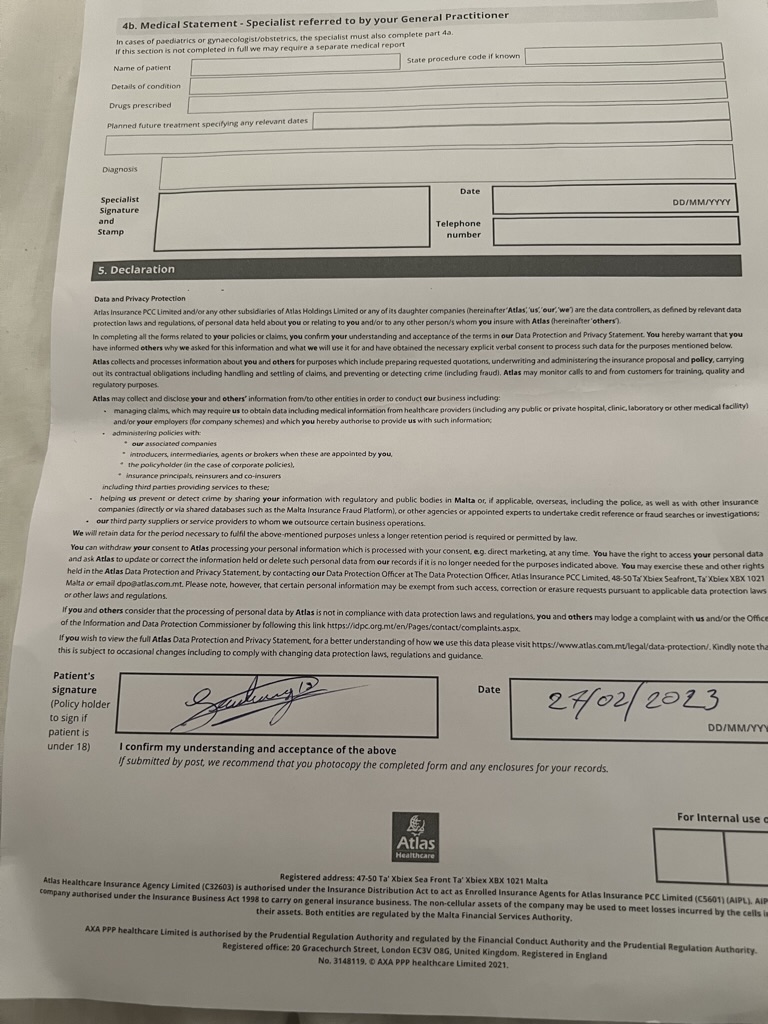 4b. Medical Statement - Specialist referred to by your General Practitioner
In cases of paediatrics or gynaecologist/obstetrics, the specialist must also complete part 4a.
If this section is not completed in full we may require a separate medical report
Name of patient
State procedure code if known
Details of condition
Drugs prescribed
Planned future treatment specifying any relevant dates
Diagnosis
Specialist
Signature
and
Stamp
Date
DD/MM/YYYY
Telephone
number
5. Declaration
Data and Privacy Protection
Atlas Insurance PCC Limited and/or any other subsidiaries of Atlas Holdings Limited or any of its daughter companies (hereinafter 'Atlas', 'us', 'our', 'we') are the data controllers, as defined by relevant data
protection laws and regulations, of personal data held about you or relating to you and/or to any other person/s whom you insure with Atlas (hereinafter 'others').
In completing all the forms related to your policies or claims, you confirm your understanding and acceptance of the terms in our Data Protection and Privacy Statement. You hereby warrant that you
have informed others why we asked for this information and what we will use it for and have obtained the necessary explicit verbal consent to process such data for the purposes mentioned below.
Atlas collects and processes information about you and others for purposes which include preparing requested quotations, underwriting and administering the insurance proposal and policy, carrying
out its contractual obligations including handling and settling of claims, and preventing or detecting crime (including fraud). Atlas may monitor calls to and from customers for training, quality and
regulatory purposes.
Atlas may collect and disclose your and others' information from/to other entities in order to conduct our business including:
- managing claims, which may require us to obtain data including medical information from healthcare providers (including any public or private hospital, clinic, laboratory or other medical facility)
and/or your employers (for company schemes) and which you hereby authorise to provide us with such information;
- administering policies with:
* our associated companies
* introducers, intermediaries, agents or brokers when these are appointed by you,
* the policyholder (in the case of corporate policies),
* insurance principals, reinsurers and co-insurers
including third parties providing services to these;
- helping us prevent or detect crime by sharing your information with regulatory and public bodies in Malta or, if applicable, overseas, including the police, as well as with other insurance
companies (directly or via shared databases such as the Malta Insurance Fraud Platform), or other agencies or appointed experts to undertake credit reference or fraud searches or investigations;
- our third party suppliers or service providers to whom we outsource certain business operations.
We will retain data for the period necessary to fulfil the above-mentioned purposes unless a longer retention period is required or permitted by law.
You can withdraw your consent to Atlas processing your personal information which is processed with your consent, e.g. direct marketing, at any time. You have the right to access your personal data
and ask Atlas to update or correct the information held or delete such personal data from our records if it is no longer needed for the purposes indicated above. You may exercise these and other rights
held in the Atlas Data Protection and Privacy Statement, by contacting our Data Protection Officer at The Data Protection Officer, Atlas Insurance PCC Limited, 48-50 Ta' Xbiex Seafront, Ta' Xbiex XBX 1021
Malta or email dpo@atlas.com.mt. Please note, however, that certain personal information may be exempt from such access, correction or erasure requests pursuant to applicable data protection laws
or other laws and regulations.
If you and others consider that the processing of personal data by Atlas is not in compliance with data protection laws and regulations, you and others may lodge a complaint with us and/or the Office
of the Information and Data Protection Commissioner by following this link https://idpc.org.mt/en/Pages/contact/complaints.aspx.
If you wish to view the full Atlas Data Protection and Privacy Statement, for a better understanding of how we use this data please visit https://www.atlas.com.mt/legal/data-protection/. Kindly note tha
this is subject to occasional changes including to comply with changing data protection laws, regulations and guidance.
Patient's
signature
(Policy holder
to sign if
patient is
under 18)
Date
27/02/2023
DD/MM/YYY
I confirm my understanding and acceptance of the above
If submitted by post, we recommend that you photocopy the completed form and any enclosures for your records.
For Internal use o
Atlas
Healthcare
Registered address: 47-50 Ta' Xbiex Sea Front Ta' Xbiex XBX 1021 Malta
Atlas Healthcare Insurance Agency Limited (C32603) is authorised under the Insurance Distribution Act to act as Enrolled Insurance Agents for Atlas Insurance PCC Limited (C5601) (AIPL). AIP
company authorised under the Insurance Business Act 1998 to carry on general insurance business. The non-cellular assets of the company may be used to meet losses incurred by the cells i
their assets. Both entities are regulated by the Malta Financial Services Authority.
AXA PPP healthcare Limited is authorised by the Prudential Regulation Authority and regulated by the Financial Conduct Authority and the Prudential Regulation Authority.
Registered office: 20 Gracechurch Street, London EC3V 0BG, United Kingdom. Registered in England
No. 3148119. © AXA PPP healthcare Limited 2021.